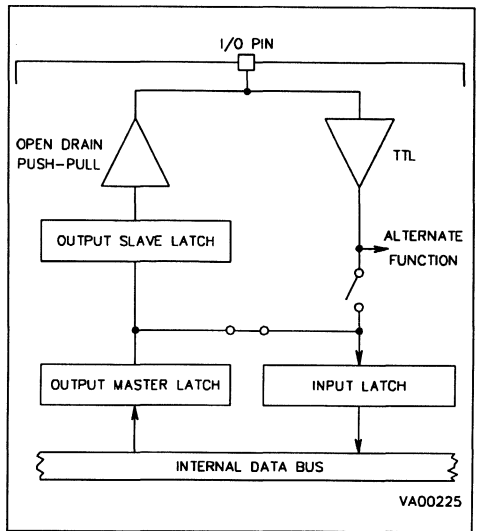 I/O PIN
OPEN DRAIN
PUSH-PULL
TTL
OUTPUT SLAVE LATCH
ALTERNATE
FUNCTION
OUTPUT MASTER LATCH
INPUT LATCH
INTERNAL DATA BUS
VA00225